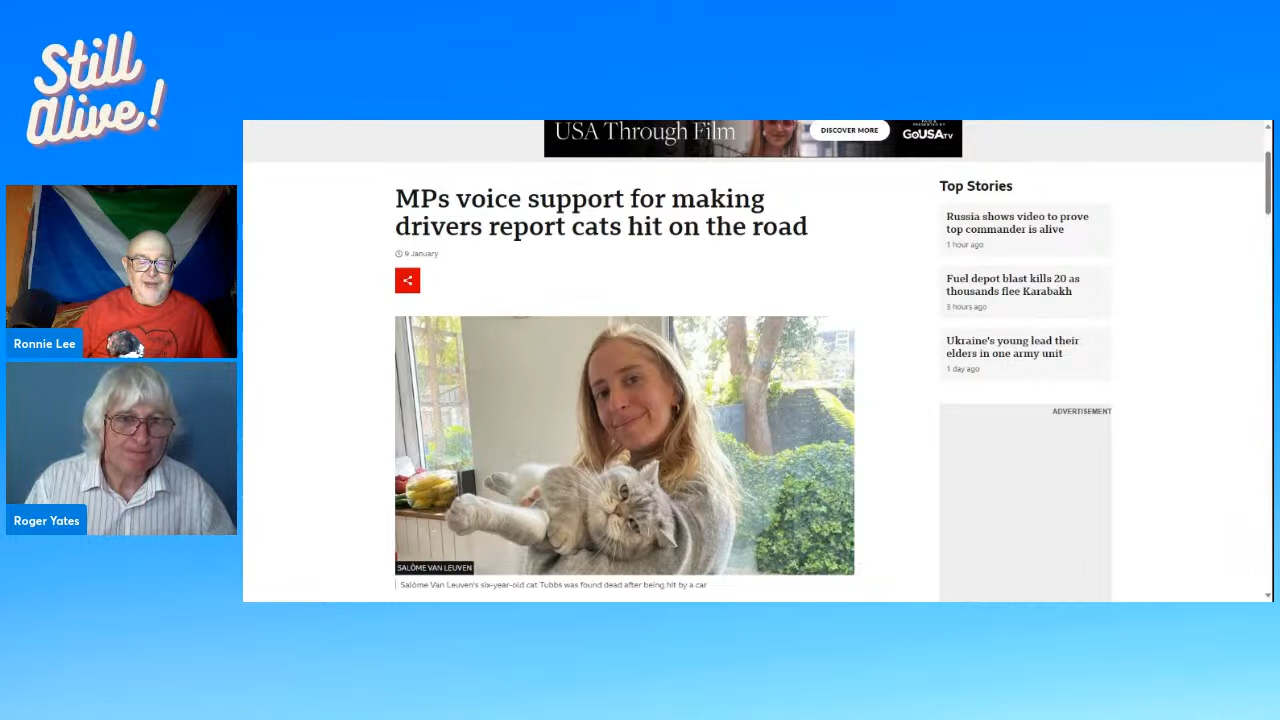 Still
Alive!
Ronnie Lee
Roger Yates
USA Through Film
DISCOVER MORE
GoUSATV
MPs voice support for making
drivers report cats hit on the road
9 January
SALÒME VAN LEUVEN
Salòme Van Leuven's six-year-old cat Tubbs was found dead after being hit by a car
Top Stories
Russia shows video to prove
top commander is alive
1 hour ago
Fuel depot blast kills 20 as
thousands flee Karabakh
3 hours ago
Ukraine's young lead their
elders in one army unit
1 day ago
ADVERTISEMENT